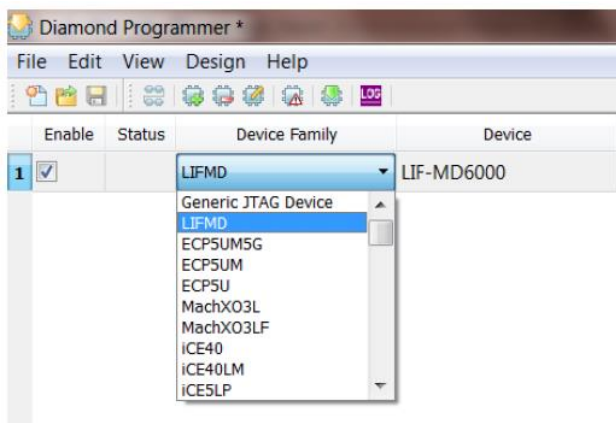 Diamond Programmer *
File Edit View Design Help
LOG
Enable Status Device Family Device
1 LIFMD LIF-MD6000
Generic JTAG Device
LIFMD
ECP5UM5G
ECP5UM
ECP5U
MachXO3L
MachXO3LF
iCE40
iCE40LM
iCE5LP